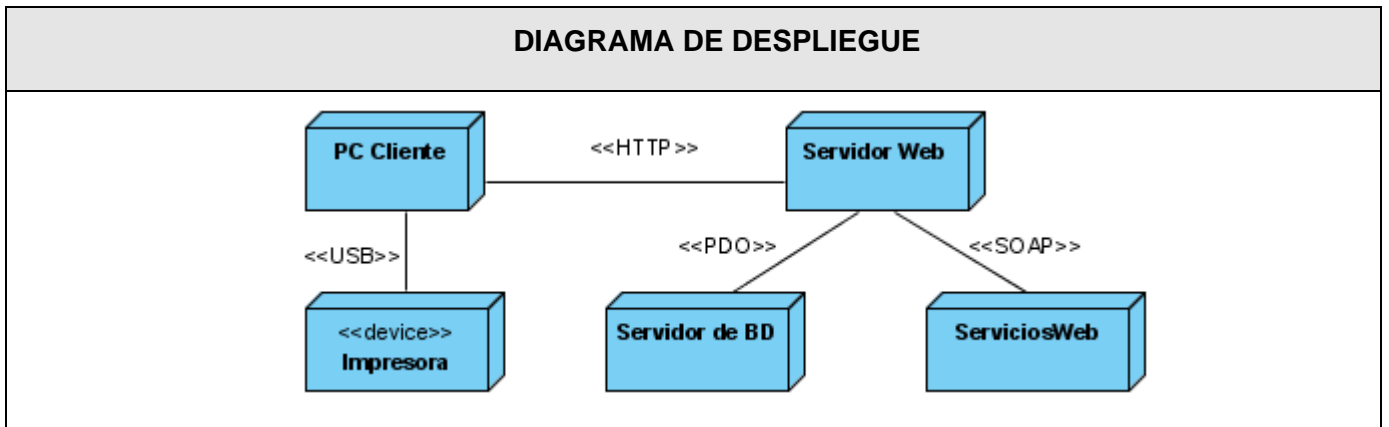 DIAGRAMA DE DESPLIEGUE
PC Cliente
<<HTTP>>
Servidor Web
<<USB>>
<<PDO>>
<<SOAP>>
<<device>>
Impresora
Servidor de BD
ServiciosWeb